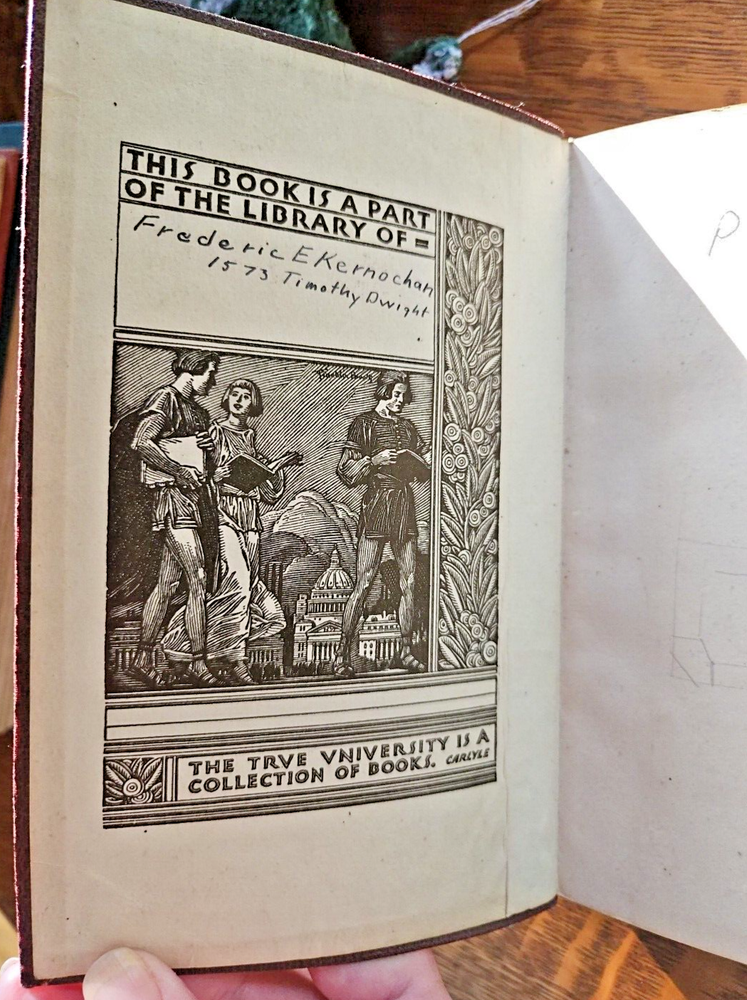 THIS BOOK IS A PART
OF THE LIBRARY OF =
Frederic E Kernochan
1573 Timothy Dwight
THE TRVE VNIVERSITY IS A
COLLECTION OF BOOKS. CARLYLE
P